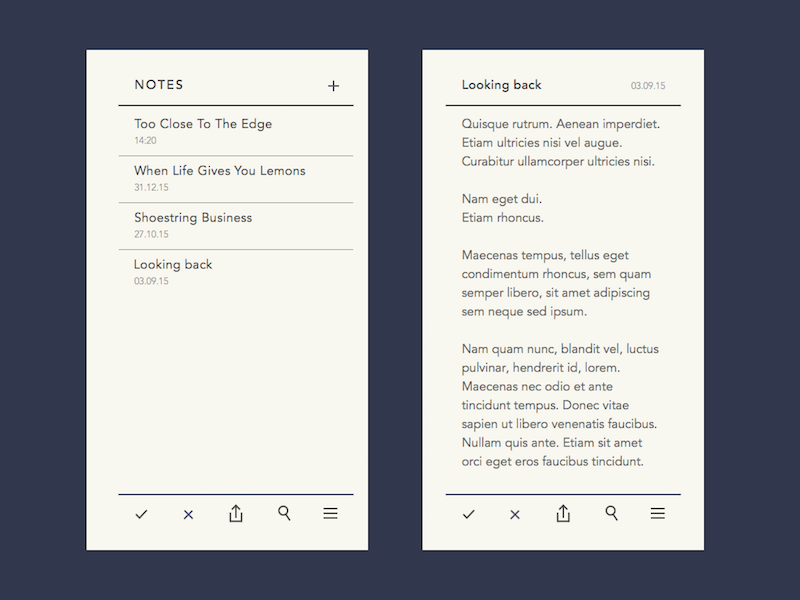 NOTES
Too Close To The Edge
14:20
When Life Gives You Lemons
31.12.15
Shoestring Business
27.10.15
Looking back
03.09.15
Looking back 03.09.15
Quisque rutrum. Aenean imperdiet.
Etiam ultricies nisi vel augue.
Curabitur ullamcorper ultricies nisi.
Nam eget dui.
Etiam rhoncus.
Maecenas tempus, tellus eget
condimentum rhoncus, sem quam
semper libero, sit amet adipiscing
sem neque sed ipsum.
Nam quam nunc, blandit vel, luctus
pulvinar, hendrerit id, lorem.
Maecenas nec odio et ante
tincidunt tempus. Donec vitae
sapien ut libero venenatis faucibus.
Nullam quis ante. Etiam sit amet
orci eget eros faucibus tincidunt.